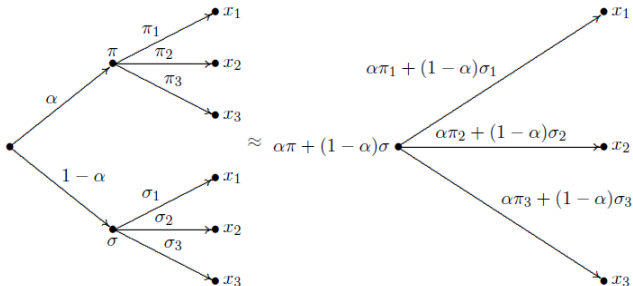 π
π₁
π₂
π₃
x₁
x₂
x₃
α
1 − α
σ
σ₁
σ₂
σ₃
x₁
x₂
x₃
≈
απ + (1 − α)σ
απ₁ + (1 − α)σ₁
απ₂ + (1 − α)σ₂
απ₃ + (1 − α)σ₃
x₁
x₂
x₃